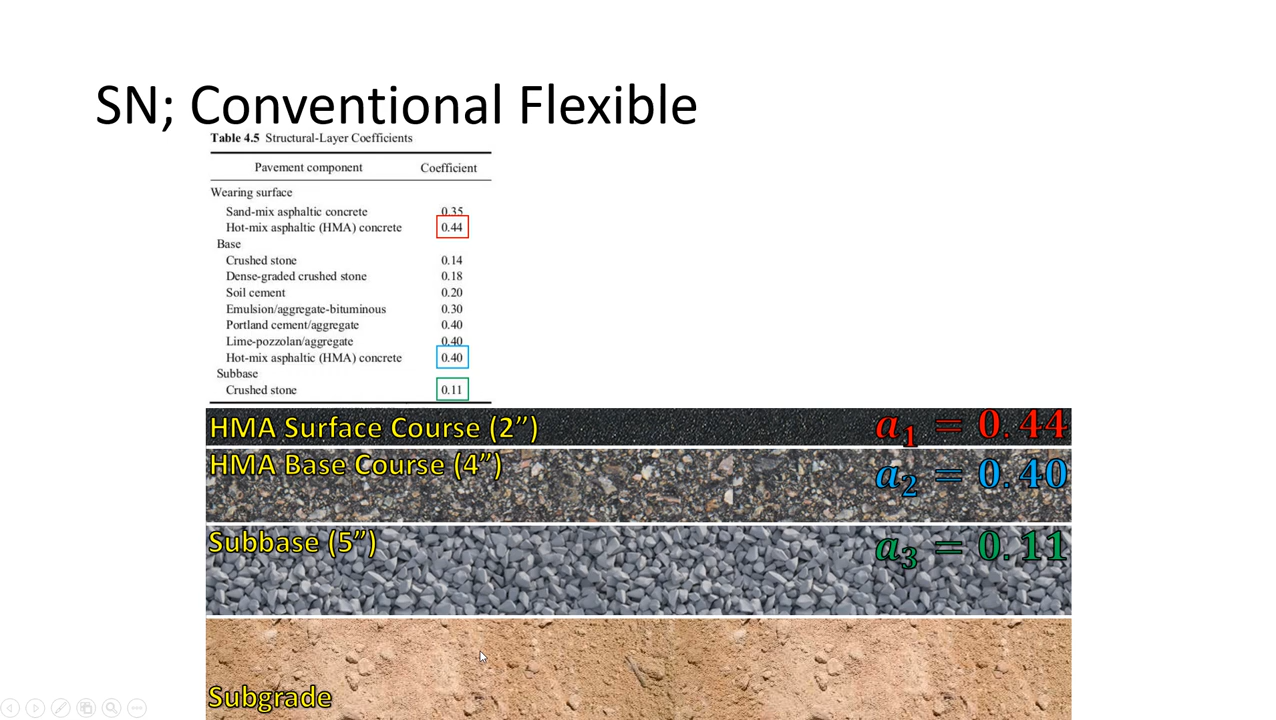 SN; Conventional Flexible
Table 4.5 Structural-Layer Coefficients
Pavement component Coefficient
Wearing surface
Sand-mix asphaltic concrete 0.35
Hot-mix asphaltic (HMA) concrete 0.44
Base
Crushed stone 0.14
Dense-graded crushed stone 0.18
Soil cement 0.20
Emulsion/aggregate-bituminous 0.30
Portland cement/aggregate 0.40
Lime-pozzolan/aggregate 0.40
Hot-mix asphaltic (HMA) concrete 0.40
Subbase
Crushed stone 0.11
HMA Surface Course (2”) a₁ = 0.44
HMA Base Course (4”) a₂ = 0.40
Subbase (5”) a₃ = 0.11
Subgrade